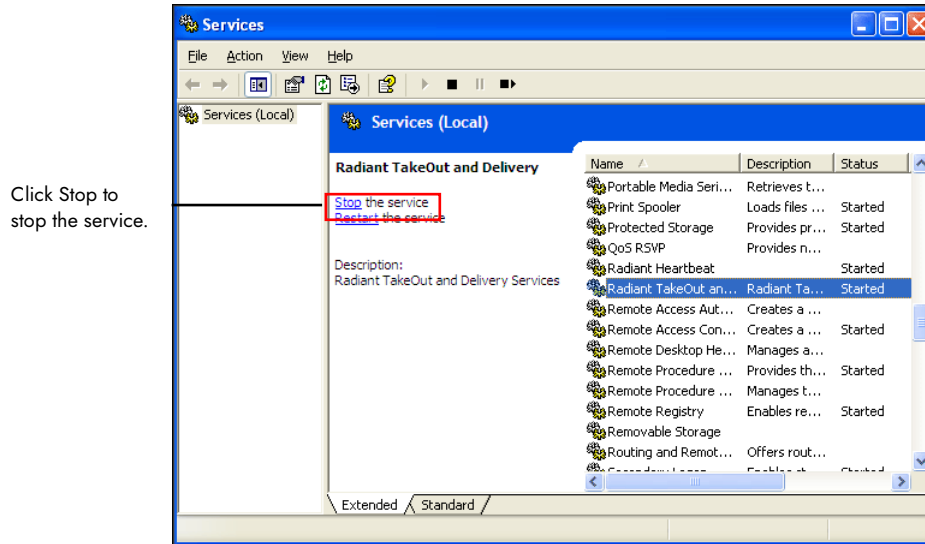 Services
File Action View Help
Services (Local)
Services (Local)
Click Stop to
stop the service.
Radiant TakeOut and Delivery
Stop the service
Restart the service
Description:
Radiant TakeOut and Delivery Services
Name Description Status
Portable Media Seri... Retrieves t...
Print Spooler Loads files ... Started
Protected Storage Provides pr... Started
QoS RSVP Provides n...
Radiant Heartbeat Started
Radiant TakeOut an... Radiant Ta... Started
Remote Access Aut... Creates a ...
Remote Access Con... Creates a ... Started
Remote Desktop He... Manages a...
Remote Procedure ... Provides th... Started
Remote Procedure ... Manages t...
Remote Registry Enables re... Started
Removable Storage
Routing and Remot... Offers rout...
Secondary Logon Enables st... Started
Extended Standard